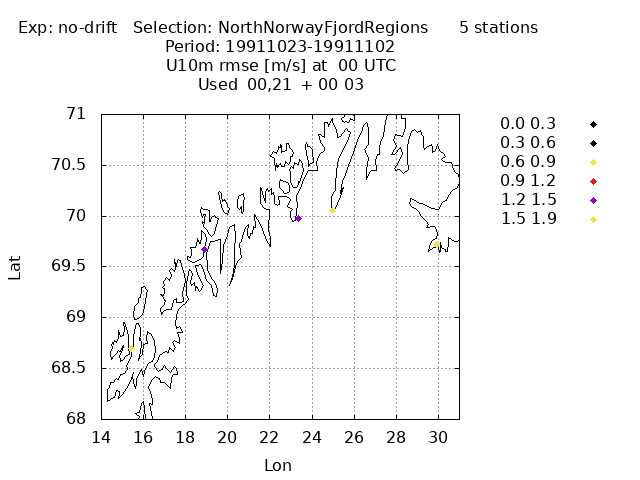 Exp: no-drift   Selection: NorthNorwayFjordRegions      5 stations
Period: 19911023-19911102
U10m rmse [m/s] at  00 UTC
Used  00,21  + 00 03
71
70.5
70
69.5
69
68.5
68
14 16 18 20 22 24 26 28 30
Lat
Lon
0.0 0.3
0.3 0.6
0.6 0.9
0.9 1.2
1.2 1.5
1.5 1.9